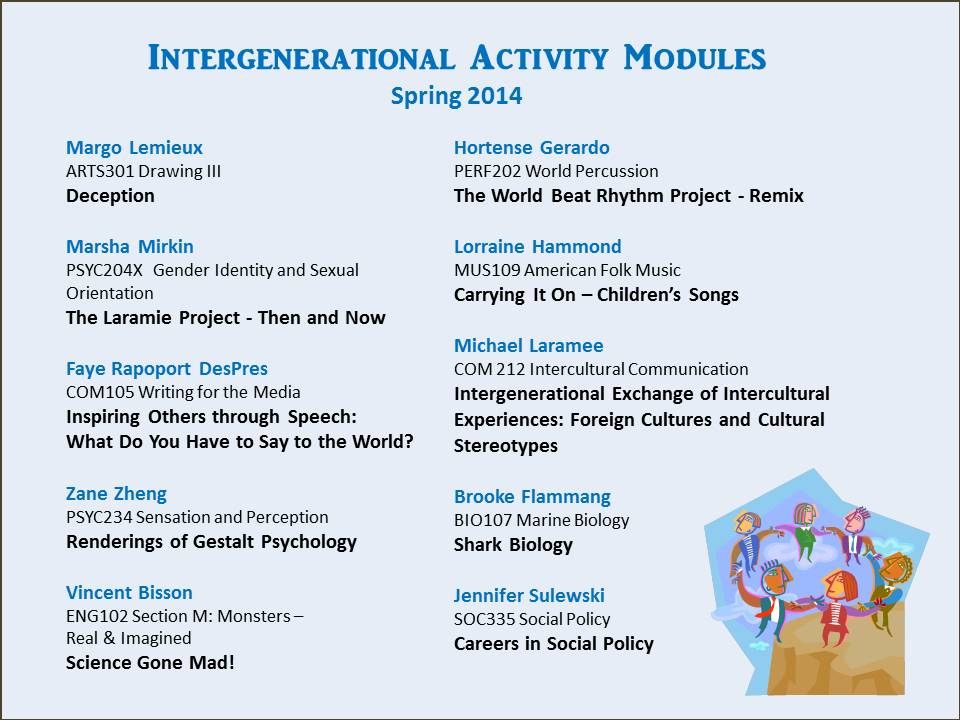 Intergenerational Activity Modules
Spring 2014
Margo Lemieux
ARTS301 Drawing III
Deception
Marsha Mirkin
PSYC204X  Gender Identity and Sexual
Orientation
The Laramie Project - Then and Now
Faye Rapoport DesPres
COM105 Writing for the Media
Inspiring Others through Speech:
What Do You Have to Say to the World?
Zane Zheng
PSYC234 Sensation and Perception
Renderings of Gestalt Psychology
Vincent Bisson
ENG102 Section M: Monsters –
Real & Imagined
Science Gone Mad!
Hortense Gerardo
PERF202 World Percussion
The World Beat Rhythm Project - Remix
Lorraine Hammond
MUS109 American Folk Music
Carrying It On – Children’s Songs
Michael Laramee
COM 212 Intercultural Communication
Intergenerational Exchange of Intercultural
Experiences: Foreign Cultures and Cultural
Stereotypes
Brooke Flammang
BIO107 Marine Biology
Shark Biology
Jennifer Sulewski
SOC335 Social Policy
Careers in Social Policy